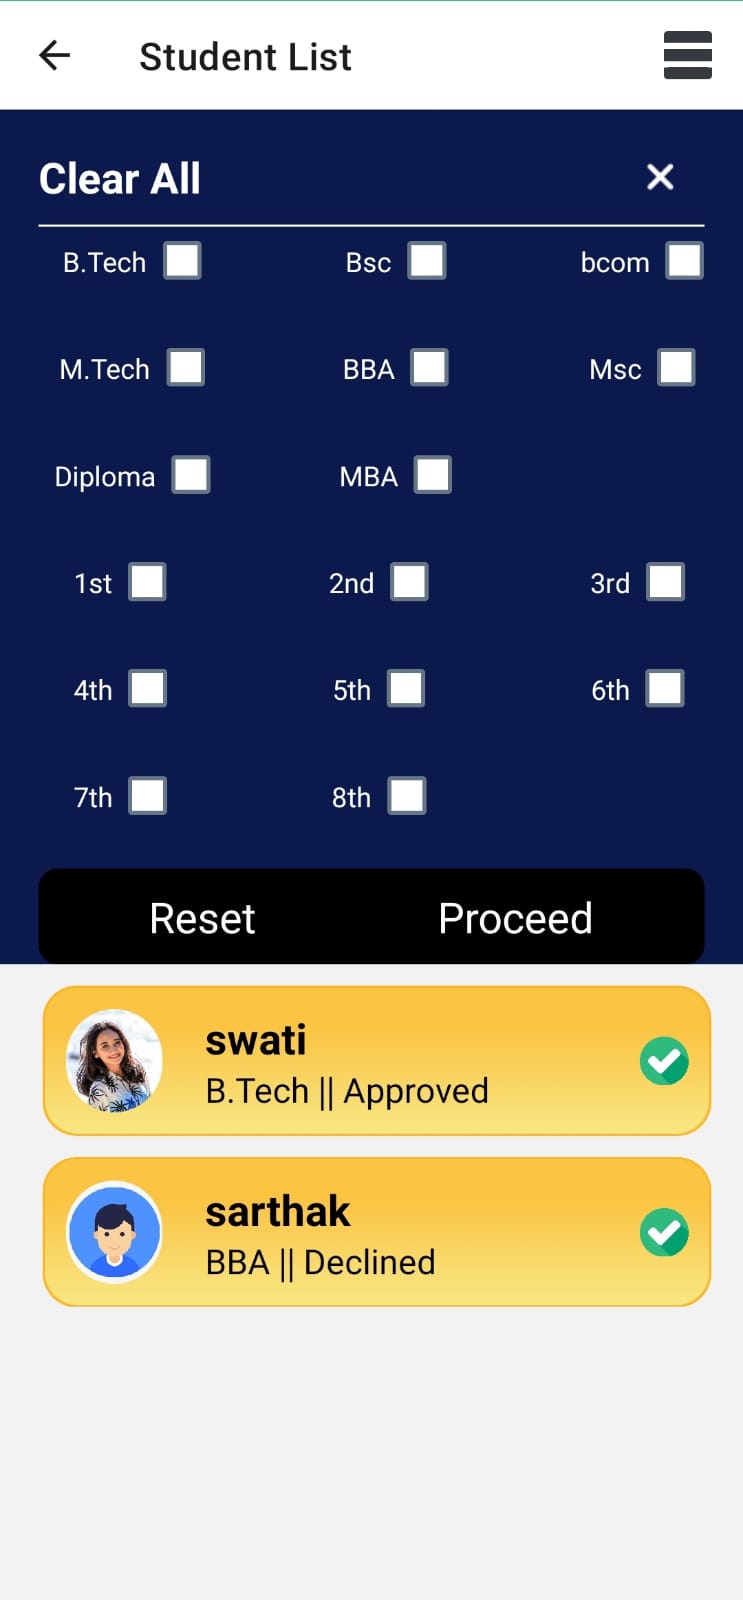 Student List
Clear All
B.Tech Bsc bcom
M.Tech BBA Msc
Diploma MBA
1st 2nd 3rd
4th 5th 6th
7th 8th
Reset Proceed
swati
B.Tech || Approved
sarthak
BBA || Declined